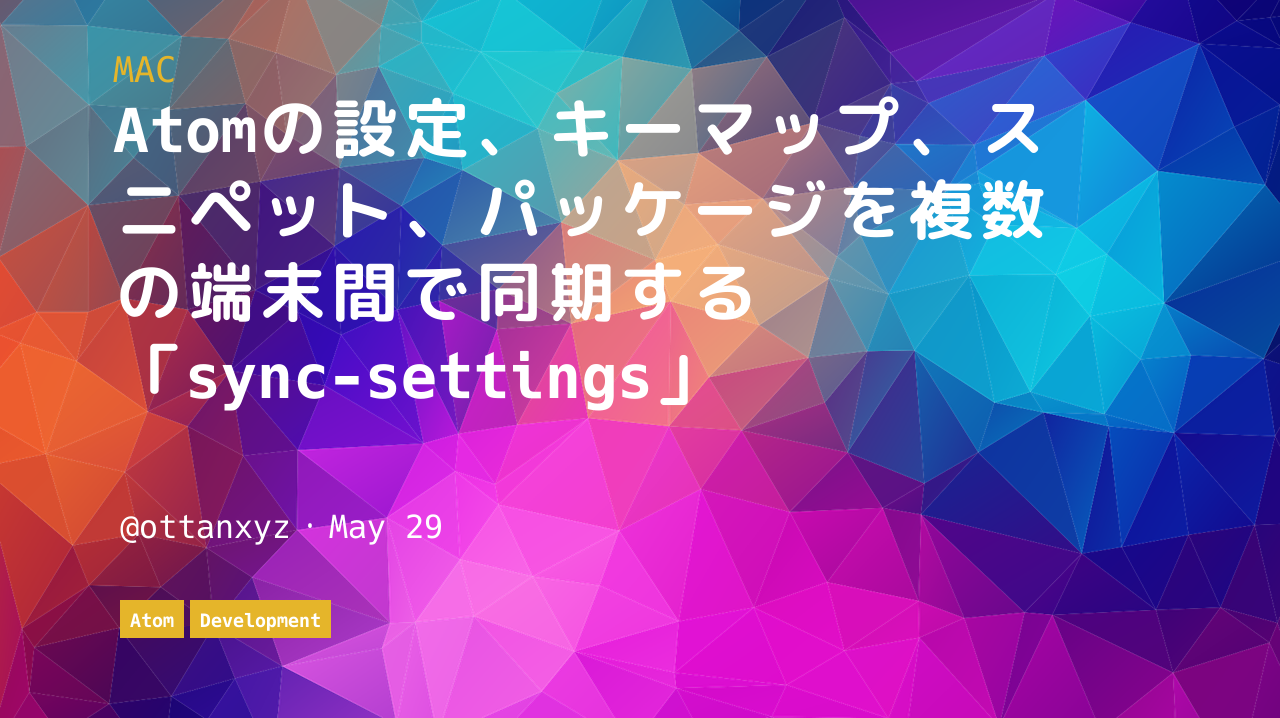 MAC
Atomの設定、キーマップ、ス
ニペット、パッケージを複数
の端末間で同期する
「sync-settings」
@ottanxyz · May 29
Atom Development